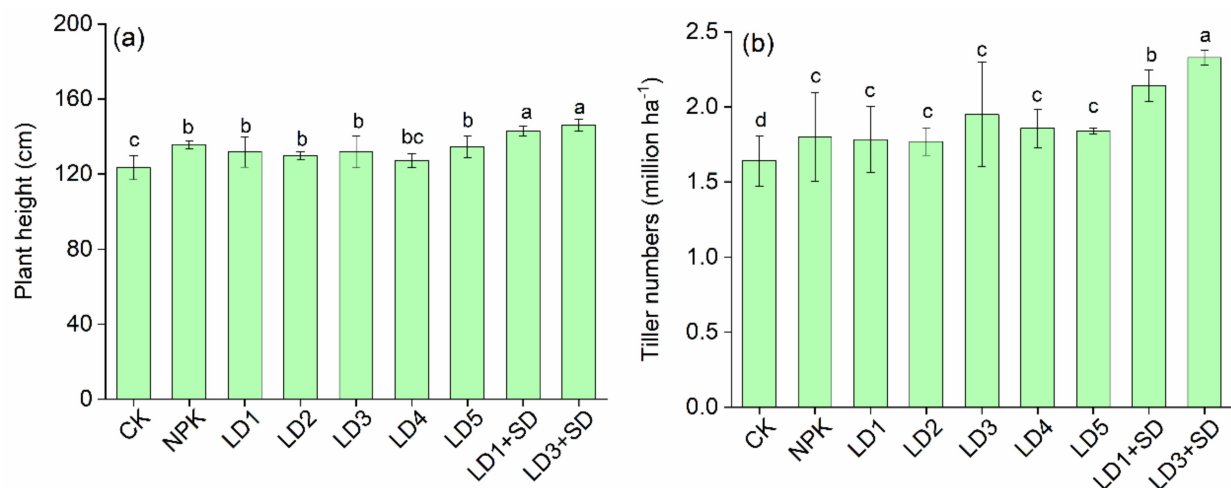 (a)
Plant height (cm)
200
160
120
80
40
0
c
b
b
b
b
bc
b
a
a
CK
NPK
LD1
LD2
LD3
LD4
LD5
LD1+SD
LD3+SD
(b)
Tiller numbers (million ha⁻¹)
2.5
2.0
1.5
1.0
0.5
0.0
d
c
c
c
c
c
c
b
a
CK
NPK
LD1
LD2
LD3
LD4
LD5
LD1+SD
LD3+SD